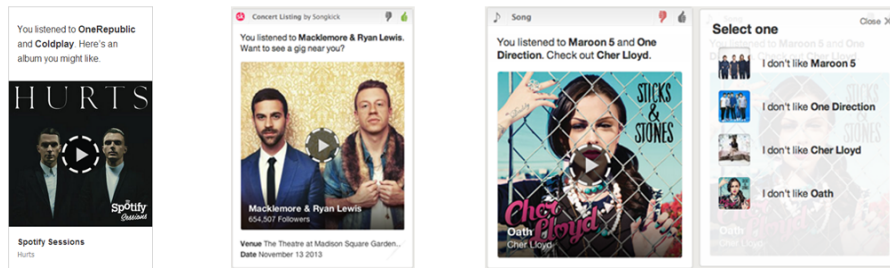 You listened to OneRepublic
and Coldplay. Here's an
album you might like.
HURTS
Spotify
Sessions
Spotify Sessions
Hurts
Concert Listing by Songkick
You listened to Macklemore & Ryan Lewis.
Want to see a gig near you?
Macklemore & Ryan Lewis
654,507 Followers
Venue The Theatre at Madison Square Garden...
Date November 13 2013
Song
You listened to Maroon 5 and One
Direction. Check out Cher Lloyd.
STICKS
&
STONES
Cher
Lloyd
Oath
Cher Lloyd
Close X
Select one
I don't like Maroon 5
I don't like One Direction
I don't like Cher Lloyd
I don't like Oath